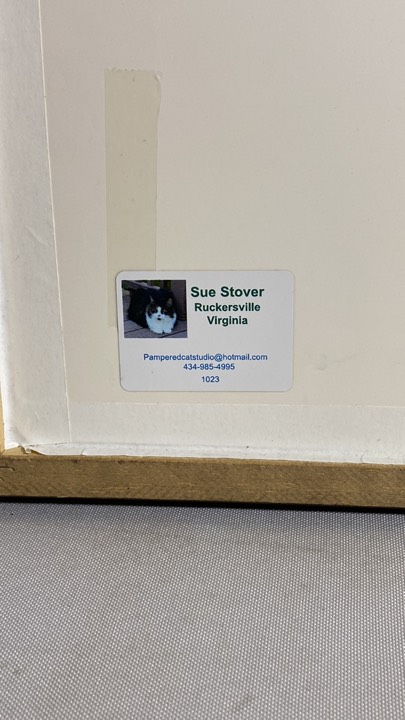 Sue Stover
Ruckersville
Virginia
Pamperedcatstudio@hotmail.com
434-985-4995
1023